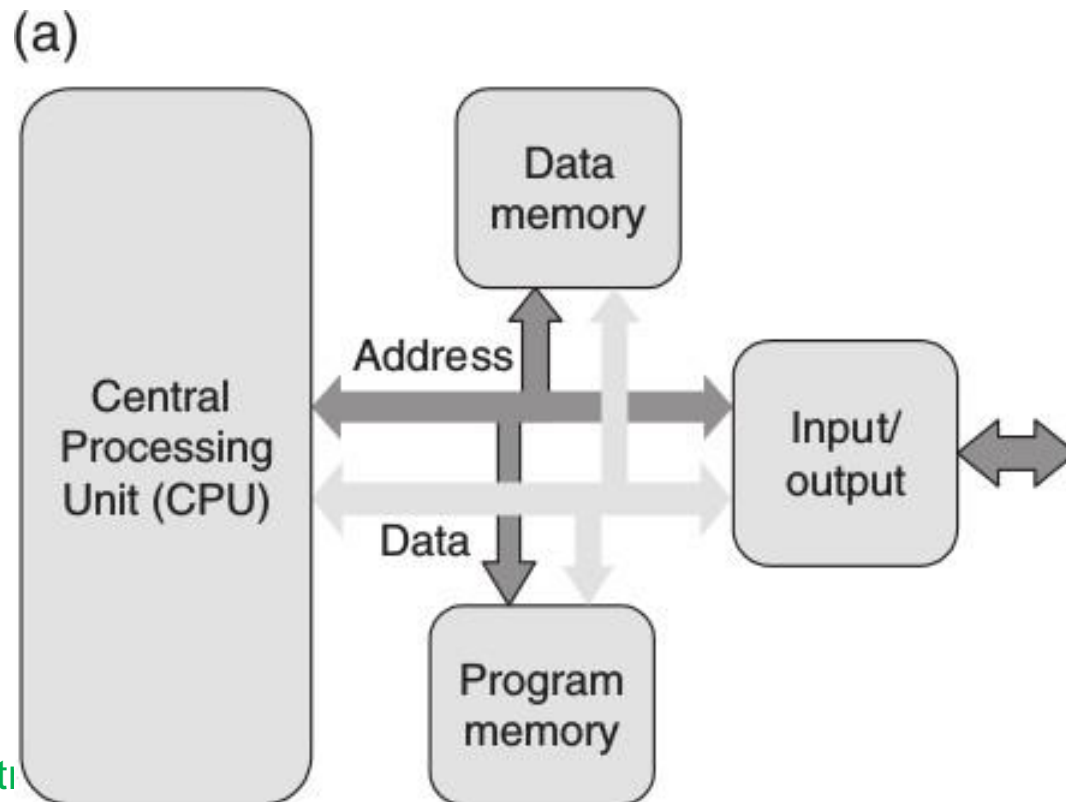 (a)
Data
memory
Address
Central
Processing
Unit (CPU)
Input/
output
Data
Program
memory